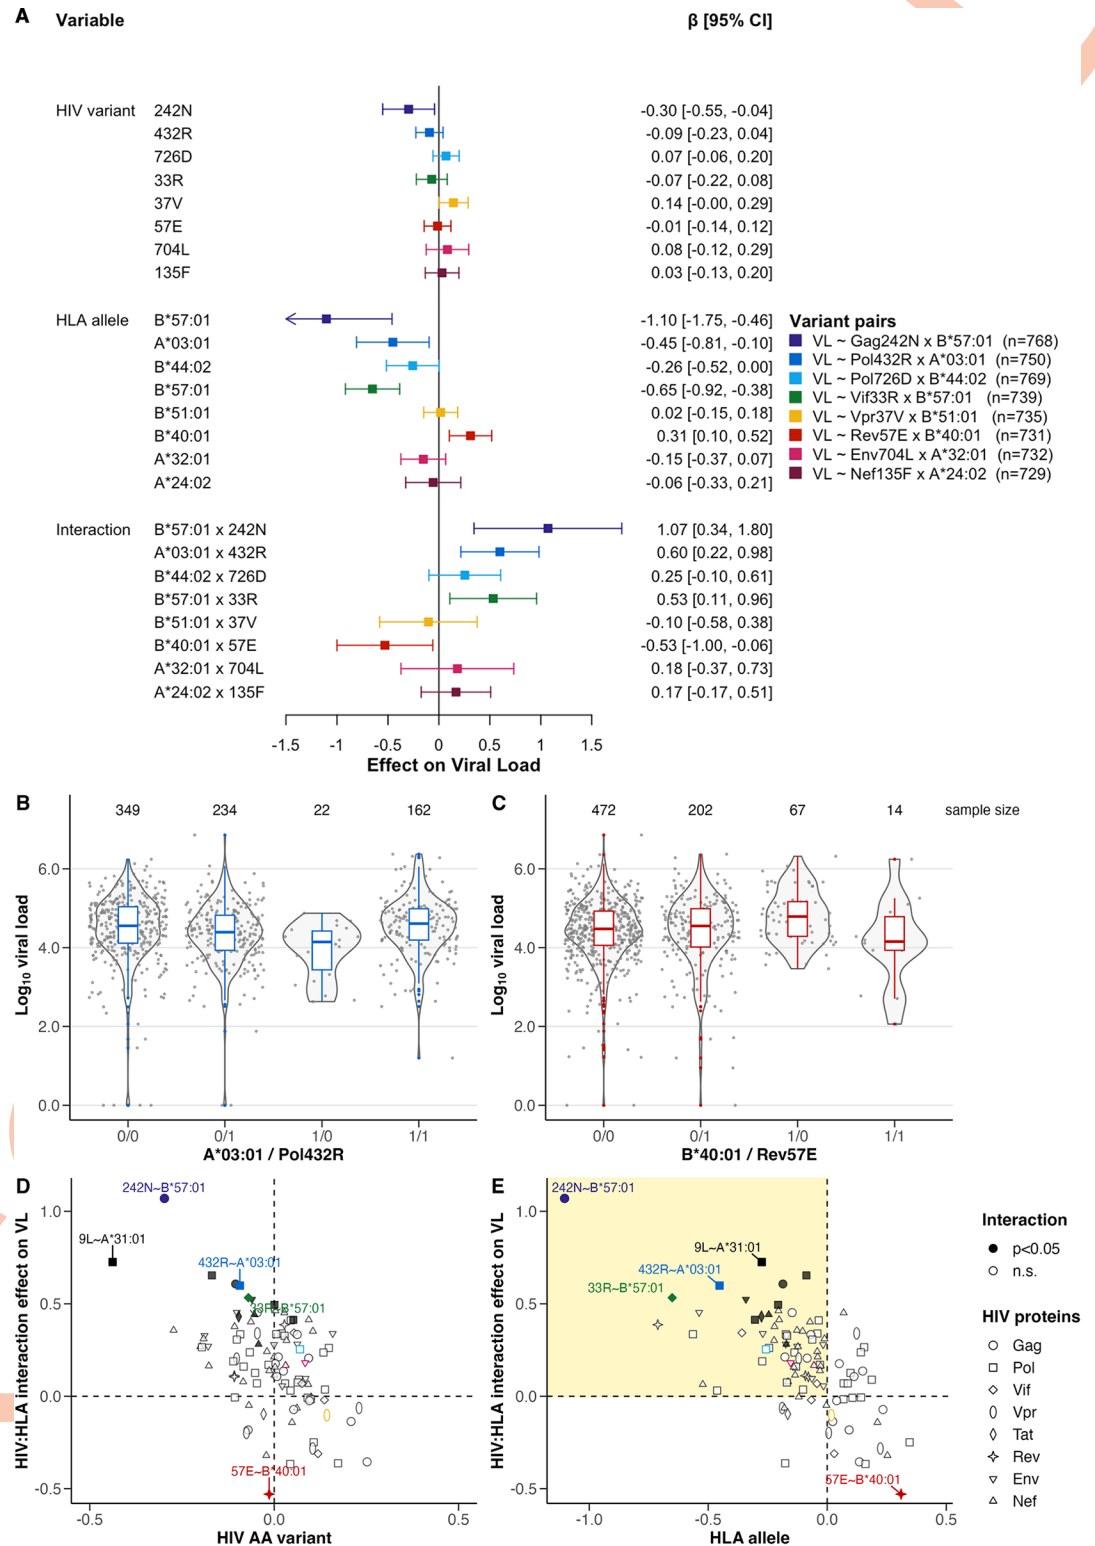 A Variable β [95% CI]
HIV variant 242N -0.30 [-0.55, -0.04]
432R -0.09 [-0.23, 0.04]
726D 0.07 [-0.06, 0.20]
33R -0.07 [-0.22, 0.08]
37V 0.14 [-0.00, 0.29]
57E -0.01 [-0.14, 0.12]
704L 0.08 [-0.12, 0.29]
135F 0.03 [-0.13, 0.20]
HLA allele B*57:01 -1.10 [-1.75, -0.46]
A*03:01 -0.45 [-0.81, -0.10]
B*44:02 -0.26 [-0.52, 0.00]
B*57:01 -0.65 [-0.92, -0.38]
B*51:01 0.02 [-0.15, 0.18]
B*40:01 0.31 [0.10, 0.52]
A*32:01 -0.15 [-0.37, 0.07]
A*24:02 -0.06 [-0.33, 0.21]
Variant pairs
VL ~ Gag242N x B*57:01 (n=768)
VL ~ Pol432R x A*03:01 (n=750)
VL ~ Pol726D x B*44:02 (n=769)
VL ~ Vif33R x B*57:01 (n=739)
VL ~ Vpr37V x B*51:01 (n=735)
VL ~ Rev57E x B*40:01 (n=731)
VL ~ Env704L x A*32:01 (n=732)
VL ~ Nef135F x A*24:02 (n=729)
Interaction B*57:01 x 242N 1.07 [0.34, 1.80]
A*03:01 x 432R 0.60 [0.22, 0.98]
B*44:02 x 726D 0.25 [-0.10, 0.61]
B*57:01 x 33R 0.53 [0.11, 0.96]
B*51:01 x 37V -0.10 [-0.58, 0.38]
B*40:01 x 57E -0.53 [-1.00, -0.06]
A*32:01 x 704L 0.18 [-0.37, 0.73]
A*24:02 x 135F 0.17 [-0.17, 0.51]
-1.5 -1 -0.5 0 0.5 1 1.5
Effect on Viral Load
B
349 234 22 162
Log₁₀ viral load
6.0
4.0
2.0
0.0
0/0 0/1 1/0 1/1
A*03:01 / Pol432R
C
472 202 67 14 sample size
Log₁₀ viral load
6.0
4.0
2.0
0.0
0/0 0/1 1/0 1/1
B*40:01 / Rev57E
D
HIV:HLA interaction effect on VL
1.0
0.5
0.0
-0.5
242N~B*57:01
9L~A*31:01
432R~A*03:01
33R~B*57:01
57E~B*40:01
-0.5 0.0 0.5
HIV AA variant
E
HIV:HLA interaction effect on VL
1.0
0.5
0.0
-0.5
242N~B*57:01
9L~A*31:01
432R~A*03:01
33R~B*57:01
57E~B*40:01
-1.0 -0.5 0.0 0.5
HLA allele
Interaction
p<0.05
n.s.
HIV proteins
Gag
Pol
Vif
Vpr
Tat
Rev
Env
Nef